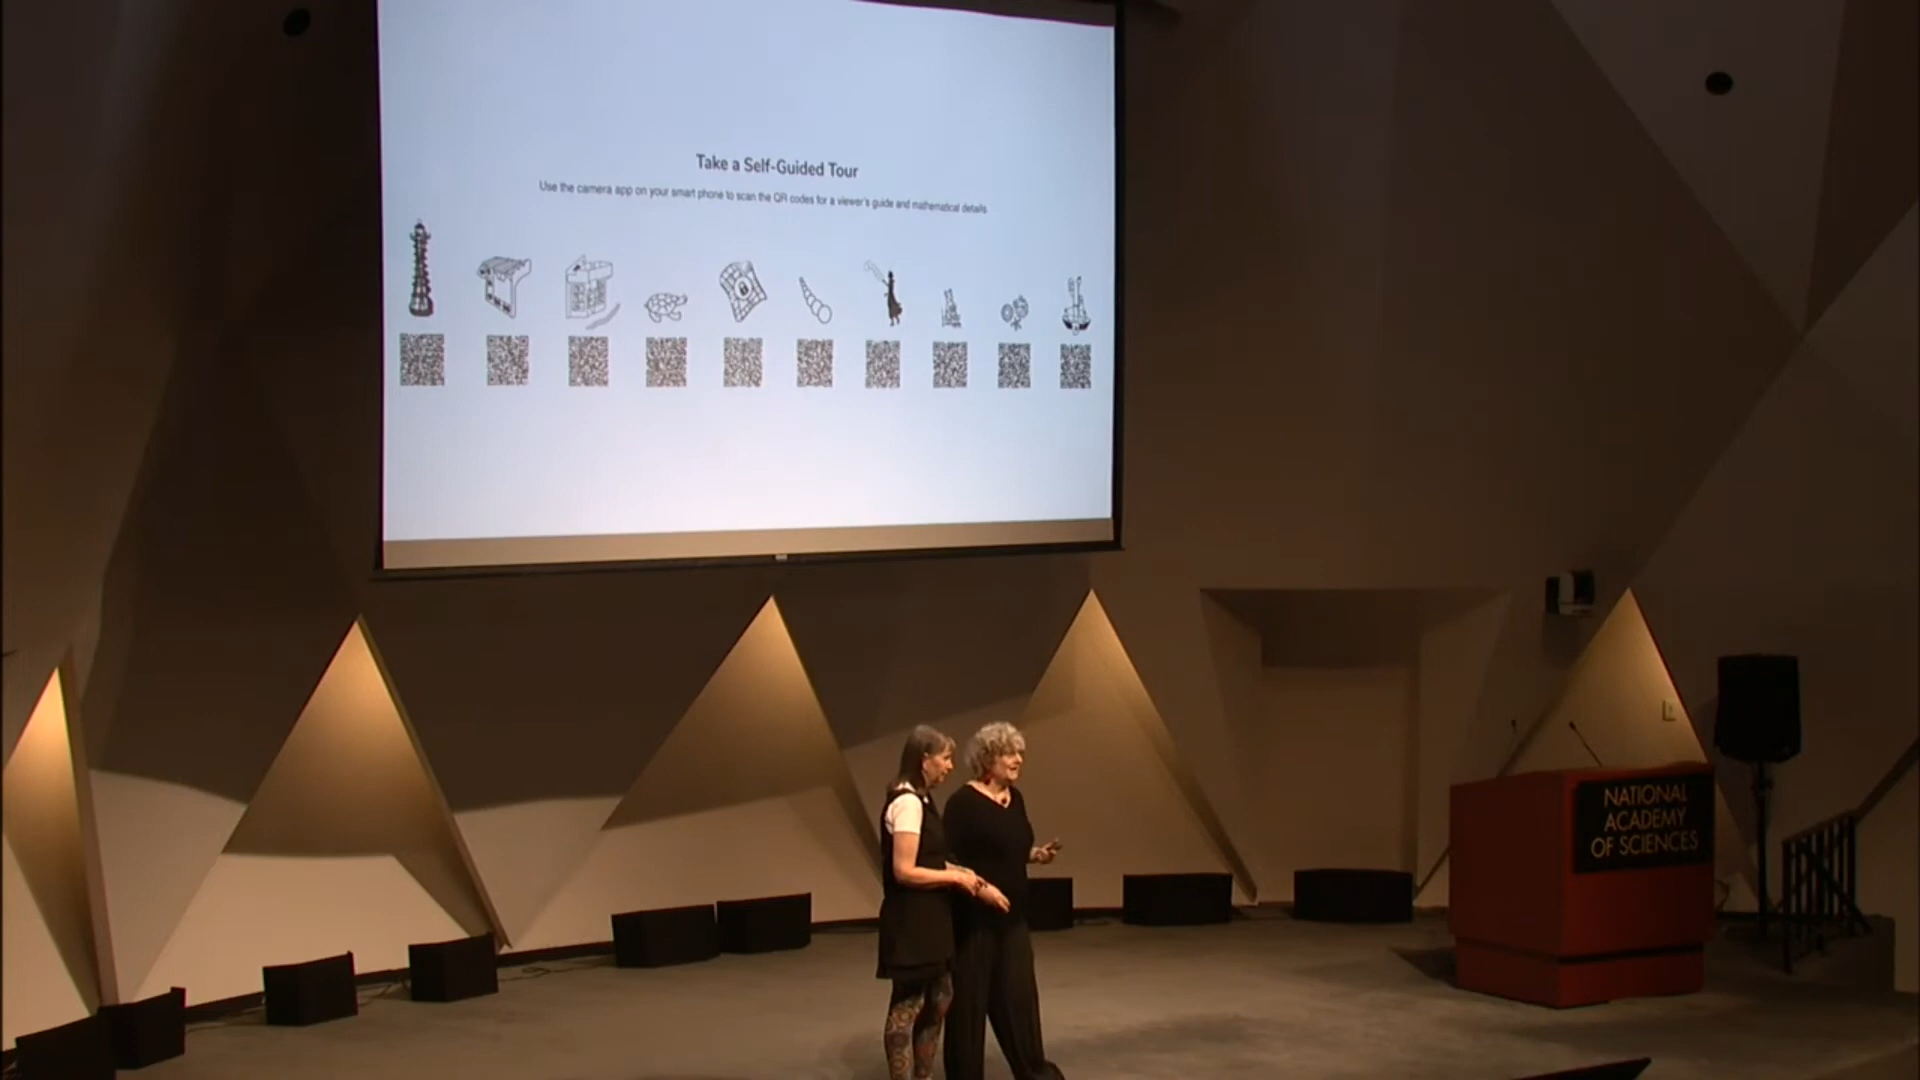 Take a Self-Guided Tour
Use the camera app on your smart phone to scan the QR codes for a viewer's guide and mathematical details
NATIONAL
ACADEMY
OF SCIENCES